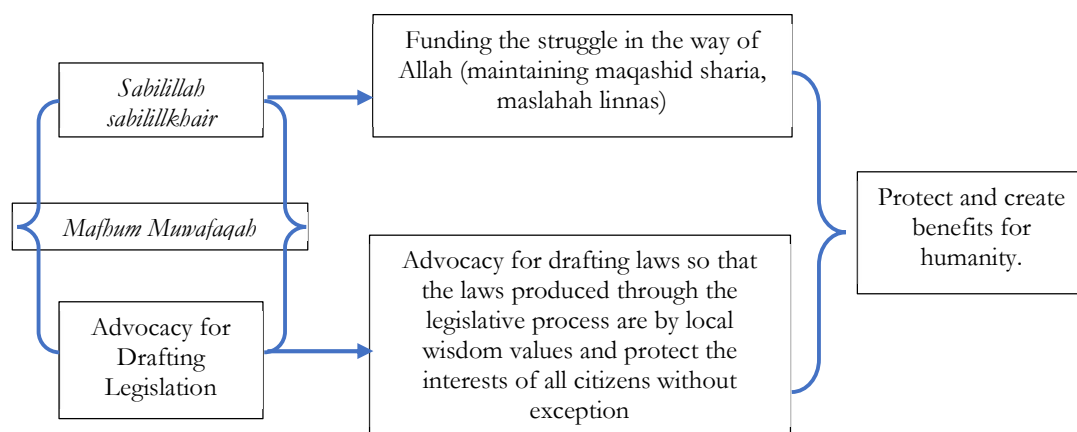 Sabilillah
sabilillkhair
Funding the struggle in the way of
Allah (maintaining maqashid sharia,
maslahah linnas)
Mafhum Muwafaqah
Advocacy for
Drafting
Legislation
Advocacy for drafting laws so that
the laws produced through the
legislative process are by local
wisdom values and protect the
interests of all citizens without
exception
Protect and create
benefits for
humanity.